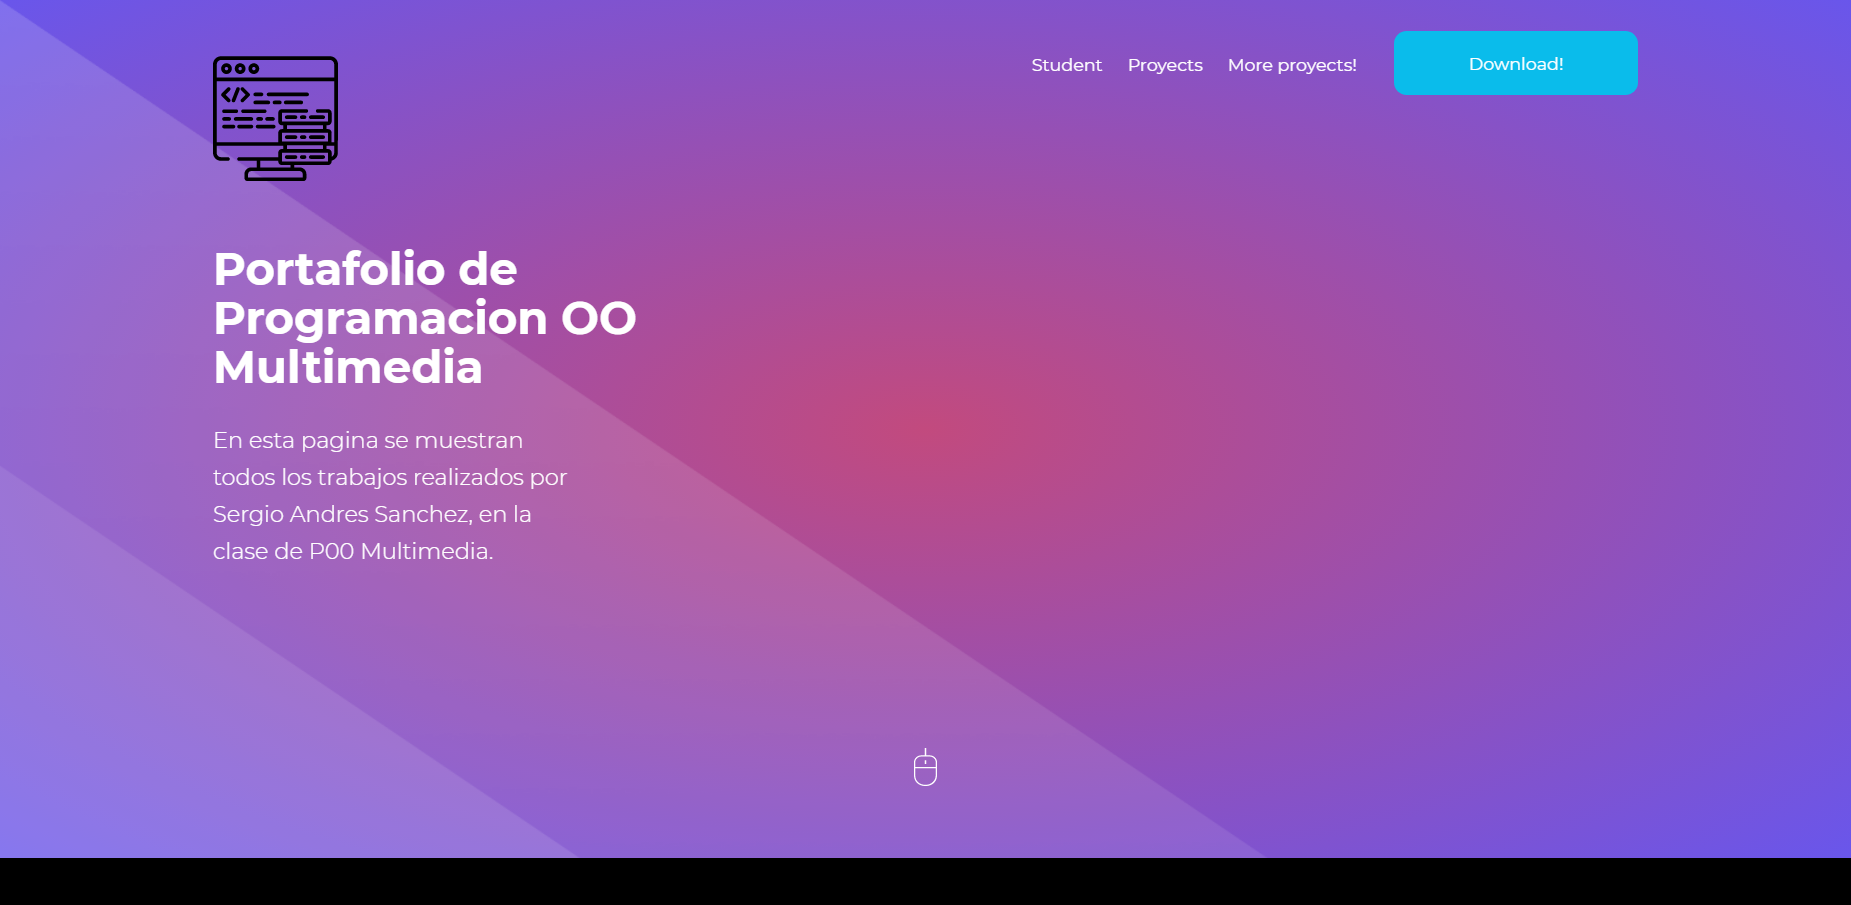 Student Proyects More proyects! Download!
</>
Portafolio de
Programacion OO
Multimedia
En esta pagina se muestran
todos los trabajos realizados por
Sergio Andres Sanchez, en la
clase de P00 Multimedia.